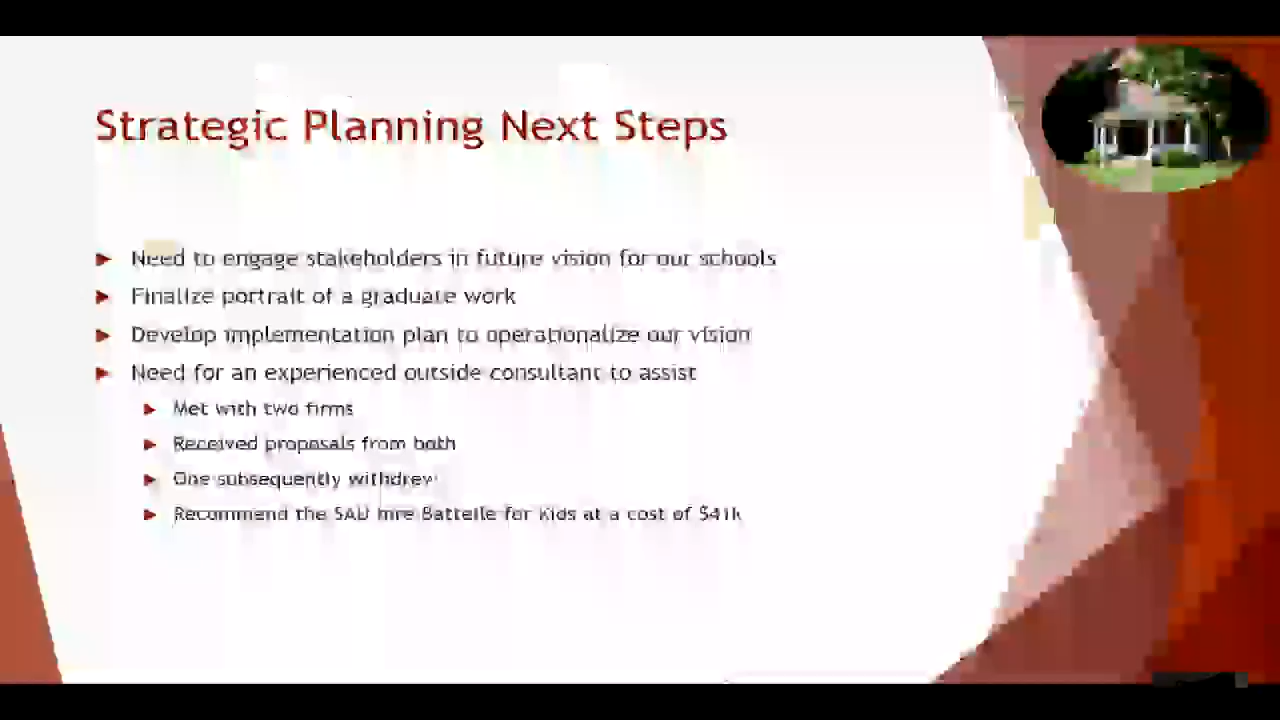 Strategic Planning Next Steps
Need to engage stakeholders in future vision for our schools
Finalize portrait of a graduate work
Develop implementation plan to operationalize our vision
Need for an experienced outside consultant to assist
Met with two firms
Received proposals from both
One subsequently withdrew
Recommend the SAU hire Battelle for Kids at a cost of $41k